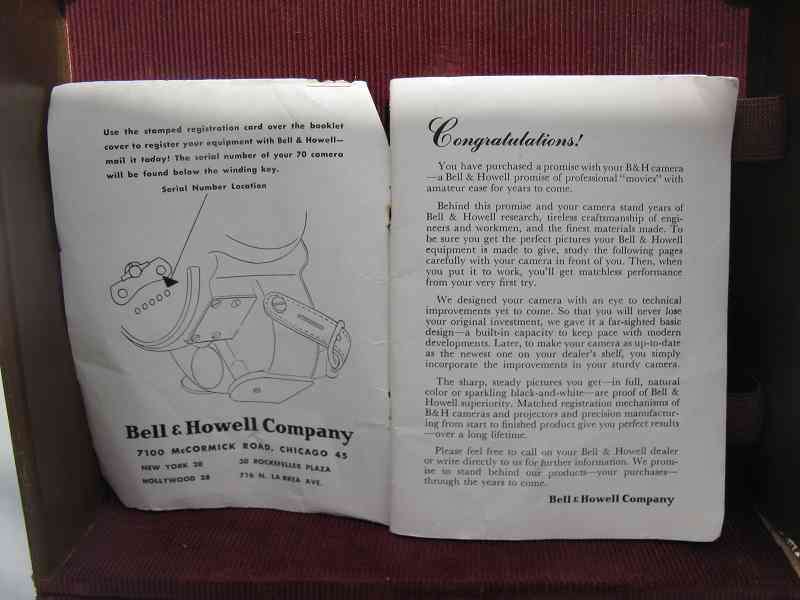 Use the stamped registration card over the booklet
cover to register your equipment with Bell & Howell—
mail it today! The serial number of your 70 camera
will be found below the winding key.
Serial Number Location
Bell & Howell Company
7100 McCORMICK ROAD, CHICAGO 45
NEW YORK 20 30 ROCKEFELLER PLAZA
HOLLYWOOD 38 716 N. LA BREA AVE.
Congratulations!
You have purchased a promise with your B&H camera
—a Bell & Howell promise of professional "movies" with
amateur ease for years to come.
Behind this promise and your camera stand years of
Bell & Howell research, tireless craftmanship of engi-
neers and workmen, and the finest materials made. To
be sure you get the perfect pictures your Bell & Howell
equipment is made to give, study the following pages
carefully with your camera in front of you. Then, when
you put it to work, you'll get matchless performance
from your very first try.
We designed your camera with an eye to technical
improvements yet to come. So that you will never lose
your original investment, we gave it a far-sighted basic
design—a built-in capacity to keep pace with modern
developments. Later, to make your camera as up-to-date
as the newest one on your dealer's shelf, you simply
incorporate the improvements in your sturdy camera.
The sharp, steady pictures you get—in full, natural
color or sparkling black-and-white—are proof of Bell &
Howell superiority. Matched registration mechanisms of
B&H cameras and projectors and precision manufactur-
ing from start to finished product give you perfect results
—over a long lifetime.
Please feel free to call on your Bell & Howell dealer
or write directly to us for further information. We prom-
ise to stand behind our products—your purchases—
through the years to come.
Bell & Howell Company